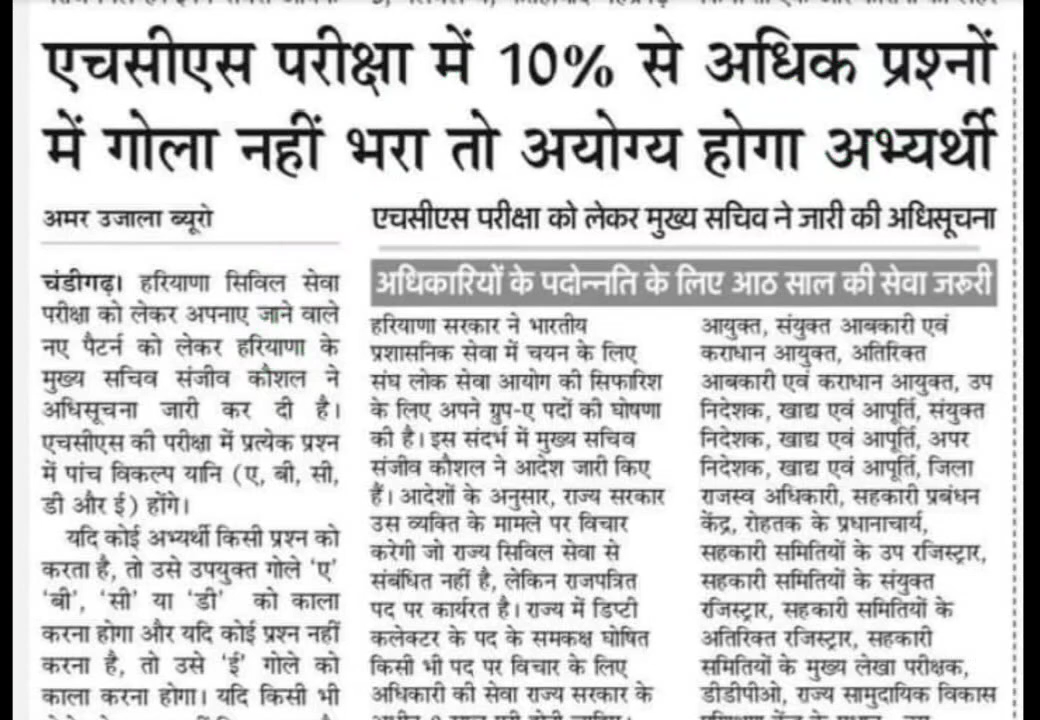 एचसीएस परीक्षा में 10% से अधिक प्रश्नों
में गोला नहीं भरा तो अयोग्य होगा अभ्यर्थी
अमर उजाला ब्यूरो
चंडीगढ़। हरियाणा सिविल सेवा
परीक्षा को लेकर अपनाए जाने वाले
नए पैटर्न को लेकर हरियाणा के
मुख्य सचिव संजीव कौशल ने
अधिसूचना जारी कर दी है।
एचसीएस की परीक्षा में प्रत्येक प्रश्न
में पांच विकल्प यानि (ए, बी, सी,
डी और ई) होंगे।
यदि कोई अभ्यर्थी किसी प्रश्न को
करता है, तो उसे उपयुक्त गोले ‘ए’
‘बी’, ‘सी’ या ‘डी’ को काला
करना होगा और यदि कोई प्रश्न नहीं
करना है, तो उसे ‘ई’ गोले को
काला करना होगा। यदि किसी भी
एचसीएस परीक्षा को लेकर मुख्य सचिव ने जारी की अधिसूचना
अधिकारियों के पदोन्नति के लिए आठ साल की सेवा जरूरी
हरियाणा सरकार ने भारतीय
प्रशासनिक सेवा में चयन के लिए
संघ लोक सेवा आयोग की सिफारिश
के लिए अपने ग्रुप-ए पदों की घोषणा
की है। इस संदर्भ में मुख्य सचिव
संजीव कौशल ने आदेश जारी किए
हैं। आदेशों के अनुसार, राज्य सरकार
उस व्यक्ति के मामले पर विचार
करेगी जो राज्य सिविल सेवा से
संबंधित नहीं है, लेकिन राजपत्रित
पद पर कार्यरत है। राज्य में डिप्टी
कलेक्टर के पद के समकक्ष घोषित
किसी भी पद पर विचार के लिए
अधिकारी की सेवा राज्य सरकार के
आयुक्त, संयुक्त आबकारी एवं
कराधान आयुक्त, अतिरिक्त
आबकारी एवं कराधान आयुक्त, उप
निदेशक, खाद्य एवं आपूर्ति, संयुक्त
निदेशक, खाद्य एवं आपूर्ति, अपर
निदेशक, खाद्य एवं आपूर्ति, जिला
राजस्व अधिकारी, सहकारी प्रबंधन
केंद्र, रोहतक के प्रधानाचार्य,
सहकारी समितियों के उप रजिस्ट्रार,
सहकारी समितियों के संयुक्त
रजिस्ट्रार, सहकारी समितियों के
अतिरिक्त रजिस्ट्रार, सहकारी
समितियों के मुख्य लेखा परीक्षक,
डीडीपीओ, राज्य सामुदायिक विकास